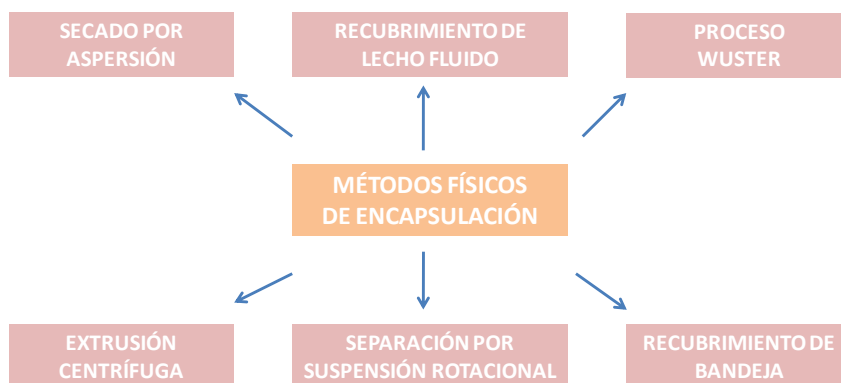 SECADO POR
ASPERSIÓN
RECUBRIMIENTO DE
LECHO FLUIDO
PROCESO
WUSTER
MÉTODOS FÍSICOS
DE ENCAPSULACIÓN
EXTRUSIÓN
CENTRÍFUGA
SEPARACIÓN POR
SUSPENSIÓN ROTACIONAL
RECUBRIMIENTO DE
BANDEJA